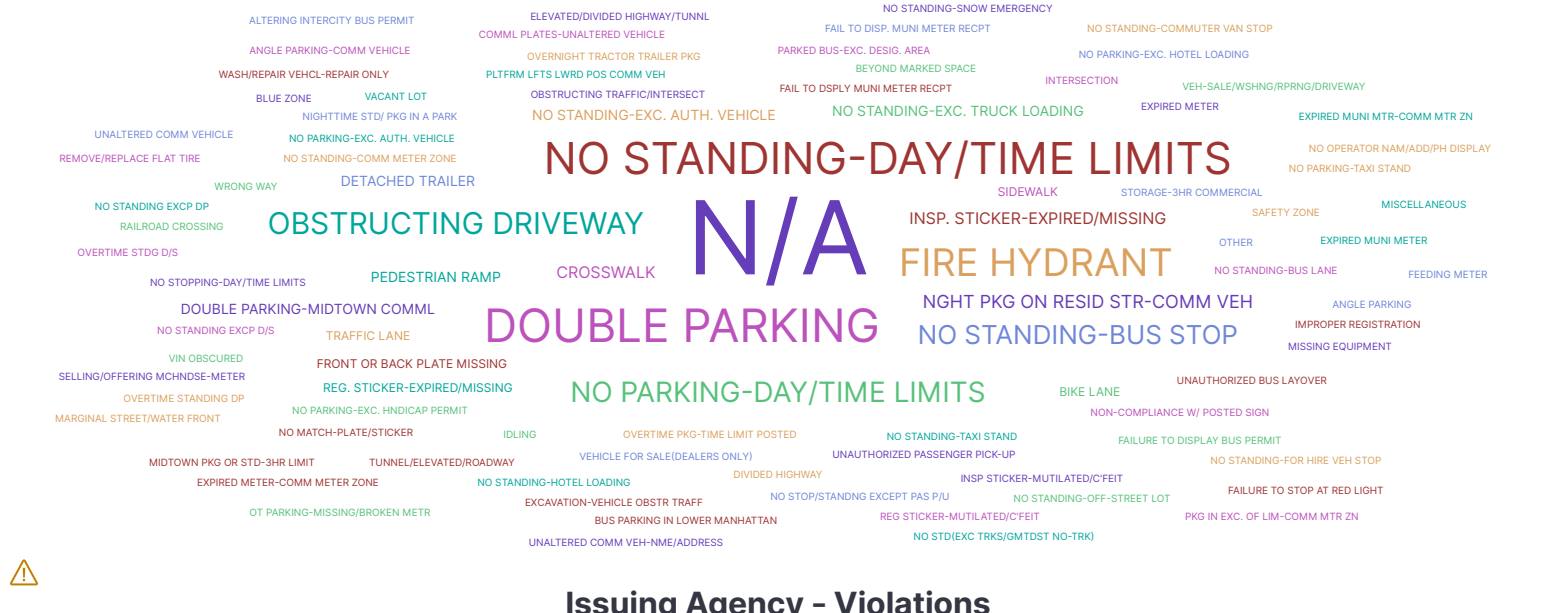 NO STANDING-SNOW EMERGENCY
ELEVATED/DIVIDED HIGHWAY/TUNNL
ALTERING INTERCITY BUS PERMIT
FAIL TO DISP. MUNI METER RECPT
NO STANDING-COMMUTER VAN STOP
COMML PLATES-UNALTERED VEHICLE
ANGLE PARKING-COMM VEHICLE
PARKED BUS-EXC. DESIG. AREA
NO PARKING-EXC. HOTEL LOADING
OVERNIGHT TRACTOR TRAILER PKG
BEYOND MARKED SPACE
WASH/REPAIR VEHCL-REPAIR ONLY
PLTFRM LFTS LWRD POS COMM VEH
INTERSECTION
VEH-SALE/WSHNG/RPRNG/DRIVEWAY
FAIL TO DSPLY MUNI METER RECPT
BLUE ZONE
VACANT LOT
OBSTRUCTING TRAFFIC/INTERSECT
EXPIRED METER
NIGHTTIME STD/ PKG IN A PARK
NO STANDING-EXC. AUTH. VEHICLE
NO STANDING-EXC. TRUCK LOADING
EXPIRED MUNI MTR-COMM MTR ZN
UNALTERED COMM VEHICLE
NO PARKING-EXC. AUTH. VEHICLE
NO OPERATOR NAM/ADD/PH DISPLAY
REMOVE/REPLACE FLAT TIRE
NO STANDING-COMM METER ZONE
NO STANDING-DAY/TIME LIMITS
NO PARKING-TAXI STAND
WRONG WAY
DETACHED TRAILER
SIDEWALK
STORAGE-3HR COMMERCIAL
NO STANDING EXCP DP
MISCELLANEOUS
OBSTRUCTING DRIVEWAY
N/A
INSP. STICKER-EXPIRED/MISSING
SAFETY ZONE
RAILROAD CROSSING
OTHER
EXPIRED MUNI METER
OVERTIME STDG D/S
FIRE HYDRANT
NO STANDING-BUS LANE
FEEDING METER
NO STOPPING-DAY/TIME LIMITS
PEDESTRIAN RAMP
CROSSWALK
DOUBLE PARKING-MIDTOWN COMML
NGHT PKG ON RESID STR-COMM VEH
ANGLE PARKING
NO STANDING EXCP D/S
TRAFFIC LANE
DOUBLE PARKING
NO STANDING-BUS STOP
IMPROPER REGISTRATION
MISSING EQUIPMENT
VIN OBSCURED
FRONT OR BACK PLATE MISSING
SELLING/OFFERING MCHNDSE-METER
REG. STICKER-EXPIRED/MISSING
NO PARKING-DAY/TIME LIMITS
BIKE LANE
UNAUTHORIZED BUS LAYOVER
OVERTIME STANDING DP
MARGINAL STREET/WATER FRONT
NO PARKING-EXC. HNDICAP PERMIT
NON-COMPLIANCE W/ POSTED SIGN
NO MATCH-PLATE/STICKER
IDLING
OVERTIME PKG-TIME LIMIT POSTED
NO STANDING-TAXI STAND
FAILURE TO DISPLAY BUS PERMIT
MIDTOWN PKG OR STD-3HR LIMIT
TUNNEL/ELEVATED/ROADWAY
VEHICLE FOR SALE(DEALERS ONLY)
UNAUTHORIZED PASSENGER PICK-UP
NO STANDING-FOR HIRE VEH STOP
EXPIRED METER-COMM METER ZONE
NO STANDING-HOTEL LOADING
DIVIDED HIGHWAY
INSP STICKER-MUTILATED/C'FEIT
EXCAVATION-VEHICLE OBSTR TRAFF
NO STOP/STANDNG EXCEPT PAS P/U
NO STANDING-OFF-STREET LOT
FAILURE TO STOP AT RED LIGHT
OT PARKING-MISSING/BROKEN METR
BUS PARKING IN LOWER MANHATTAN
REG STICKER-MUTILATED/C'FEIT
PKG IN EXC. OF LIM-COMM MTR ZN
UNALTERED COMM VEH-NME/ADDRESS
NO STD(EXC TRKS/GMTDST NO-TRK)
Issuing Agency - Violations